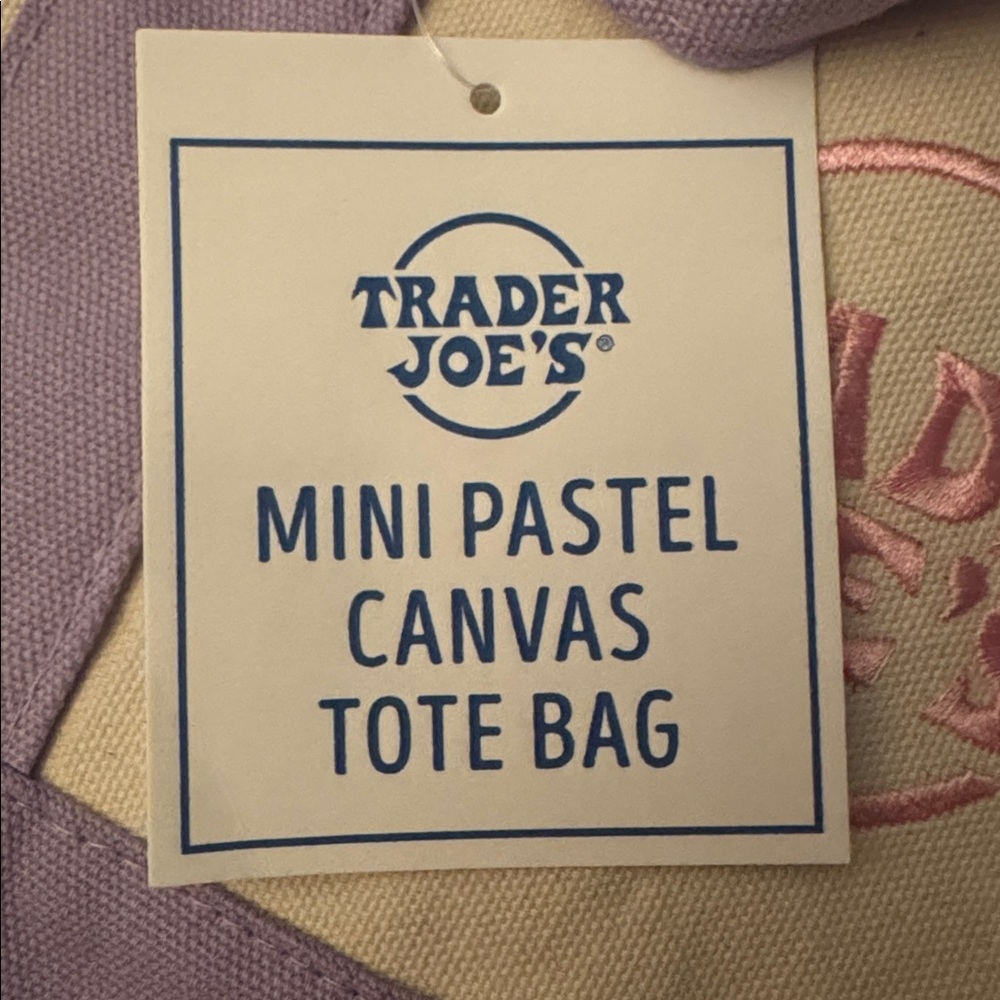 TRADER
JOE'S®
MINI PASTEL
CANVAS
TOTE BAG